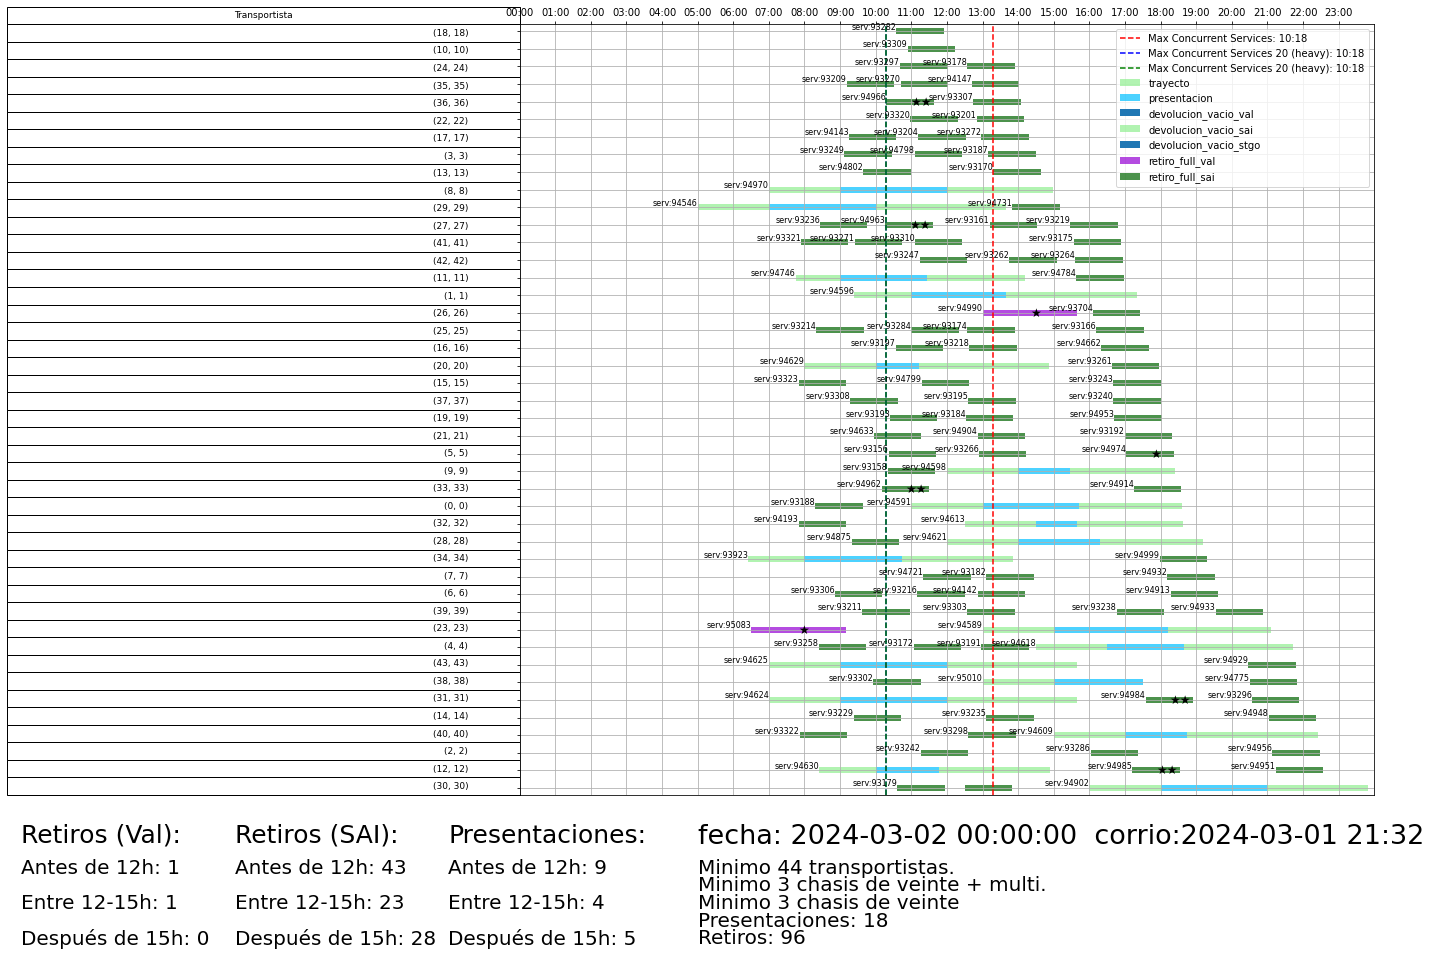 Transportista
00:00 01:00 02:00 03:00 04:00 05:00 06:00 07:00 08:00 09:00 10:00 11:00 12:00 13:00 14:00 15:00 16:00 17:00 18:00 19:00 20:00 21:00 22:00 23:00
Max Concurrent Services: 10:18
Max Concurrent Services 20 (heavy): 10:18
Max Concurrent Services 20 (heavy): 10:18
trayecto
presentacion
devolucion_vacio_val
devolucion_vacio_sai
devolucion_vacio_stgo
retiro_full_val
retiro_full_sai
(18, 18) serv:93282
(10, 10) serv:93309
(24, 24) serv:93297 serv:93178
(35, 35) serv:93209 serv:93270 serv:94147
(36, 36) serv:94966 serv:93307
(22, 22) serv:93320 serv:93201
(17, 17) serv:94143 serv:93204 serv:93272
(3, 3) serv:93249 serv:94798 serv:93187
(13, 13) serv:94802 serv:93170
(8, 8) serv:94970
(29, 29) serv:94546 serv:94731
(27, 27) serv:93236 serv:94963 serv:93161 serv:93219
(41, 41) serv:93321 serv:93271 serv:93310 serv:93175
(42, 42) serv:93247 serv:93262 serv:93264
(11, 11) serv:94746 serv:94784
(1, 1) serv:94596
(26, 26) serv:94990 serv:93704
(25, 25) serv:93214 serv:93284 serv:93174 serv:93166
(16, 16) serv:93197 serv:93218 serv:94662
(20, 20) serv:94629 serv:93261
(15, 15) serv:93323 serv:94799 serv:93243
(37, 37) serv:93308 serv:93195 serv:93240
(19, 19) serv:93193 serv:93184 serv:94953
(21, 21) serv:94633 serv:94904 serv:93192
(5, 5) serv:93156 serv:93266 serv:94974
(9, 9) serv:93158 serv:94598
(33, 33) serv:94962 serv:94914
(0, 0) serv:93188 serv:94591
(32, 32) serv:94193 serv:94613
(28, 28) serv:94875 serv:94621
(34, 34) serv:93923 serv:94999
(7, 7) serv:94721 serv:93182 serv:94932
(6, 6) serv:93306 serv:93216 serv:94142 serv:94913
(39, 39) serv:93211 serv:93303 serv:93238 serv:94933
(23, 23) serv:95083 serv:94589
(4, 4) serv:93258 serv:93172 serv:93191 serv:94618
(43, 43) serv:94625 serv:94929
(38, 38) serv:93302 serv:95010 serv:94775
(31, 31) serv:94624 serv:94984 serv:93296
(14, 14) serv:93229 serv:93235 serv:94948
(40, 40) serv:93322 serv:93298 serv:94609
(2, 2) serv:93242 serv:93286 serv:94956
(12, 12) serv:94630 serv:94985 serv:94951
(30, 30) serv:93179 serv:94902
Retiros (Val):
Antes de 12h: 1
Entre 12-15h: 1
Después de 15h: 0
Retiros (SAI):
Antes de 12h: 43
Entre 12-15h: 23
Después de 15h: 28
Presentaciones:
Antes de 12h: 9
Entre 12-15h: 4
Después de 15h: 5
fecha: 2024-03-02 00:00:00 corrio:2024-03-01 21:32
Minimo 44 transportistas.
Minimo 3 chasis de veinte + multi.
Minimo 3 chasis de veinte
Presentaciones: 18
Retiros: 96